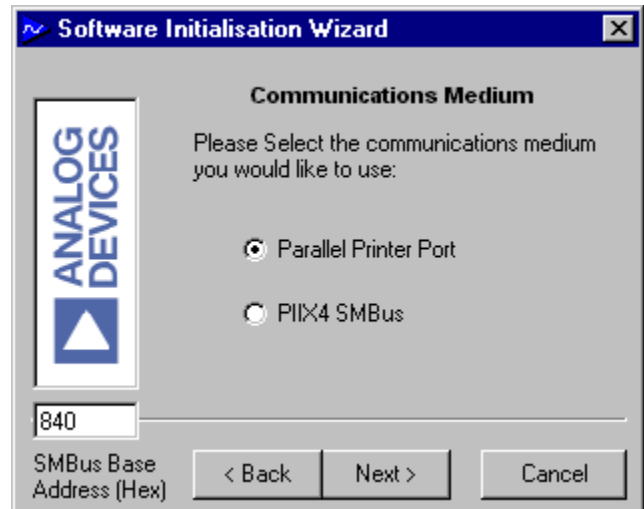 Software Initialisation Wizard
Communications Medium
Please Select the communications medium
you would like to use:
ANALOG
DEVICES
Parallel Printer Port
PIIX4 SMBus
840
SMBus Base
Address (Hex)
< Back
Next >
Cancel